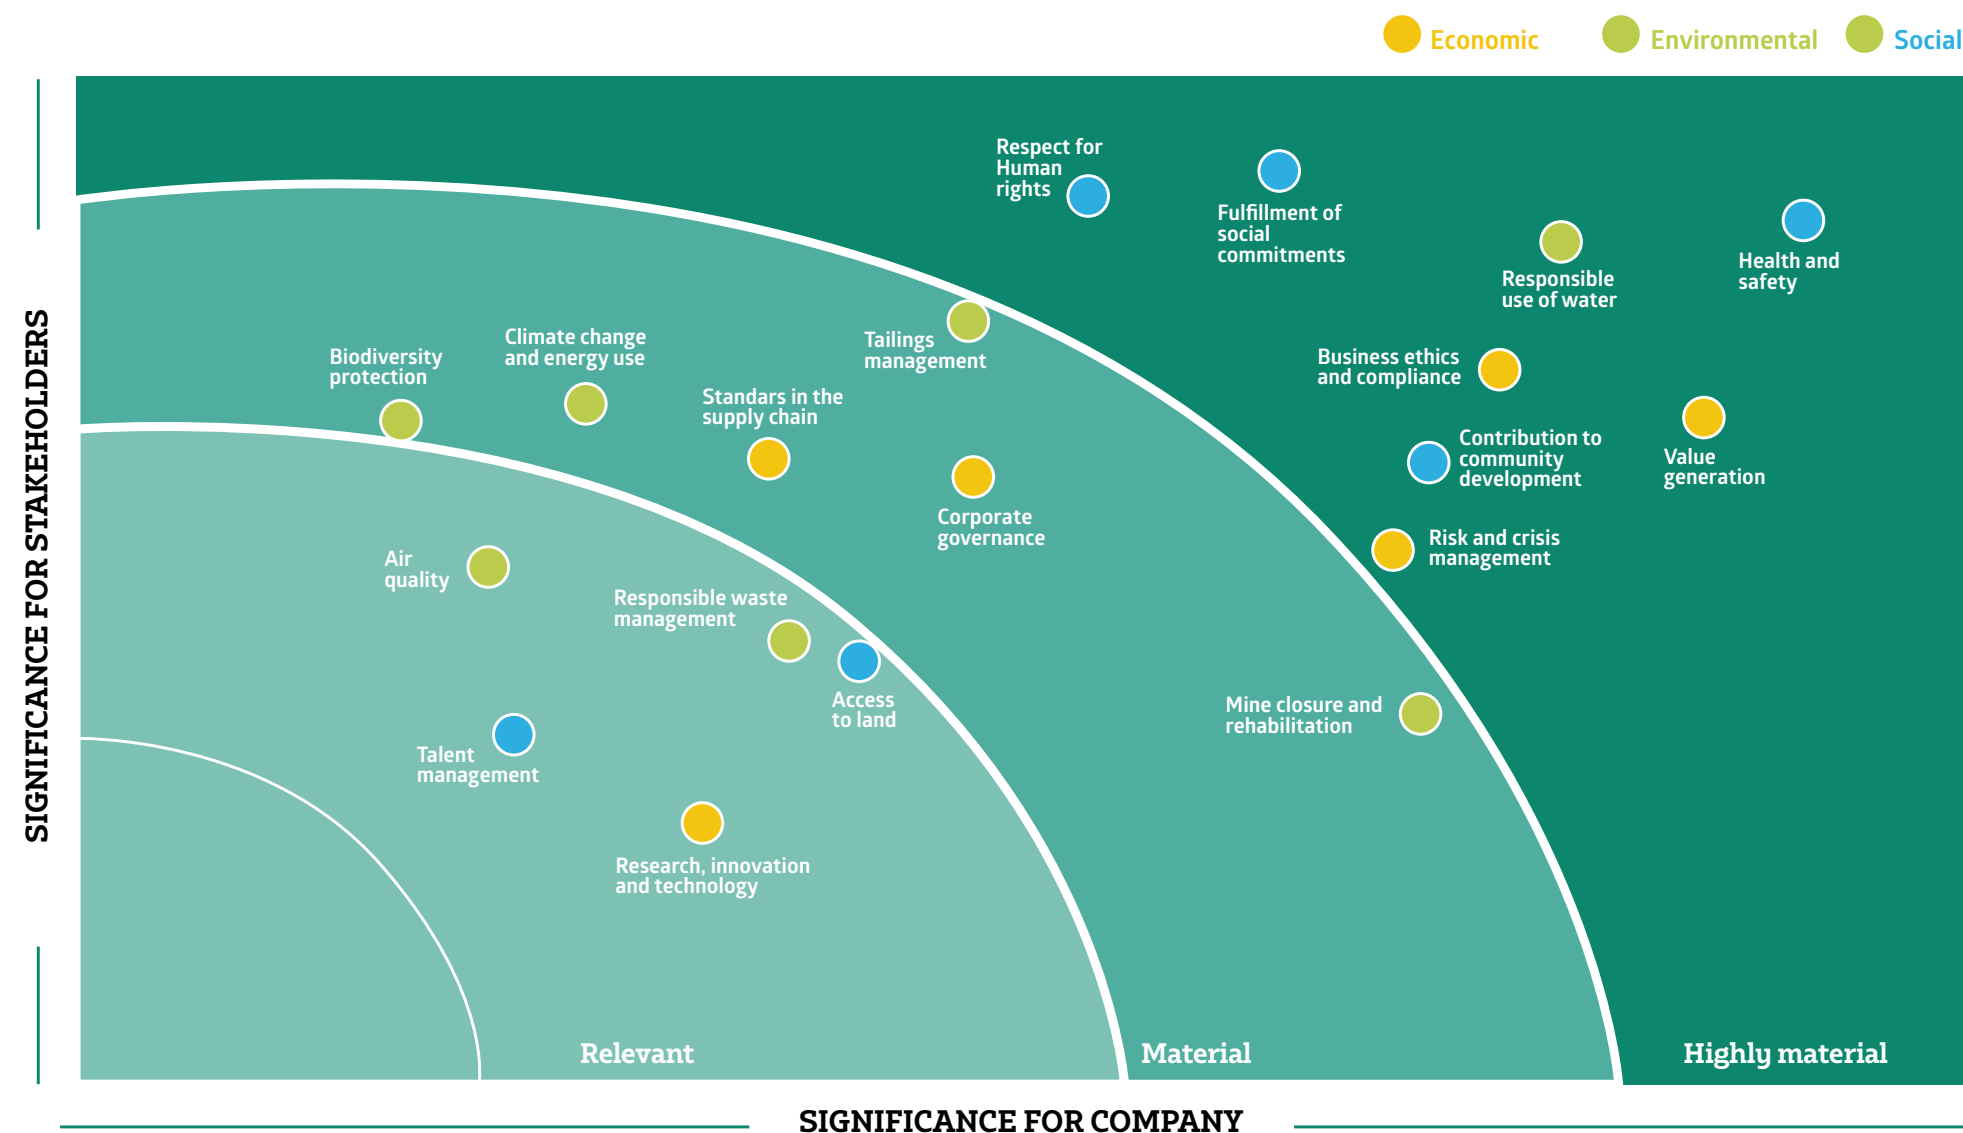 Economic
Environmental
Social
SIGNIFICANCE FOR STAKEHOLDERS
Respect for
Human
rights
Fulfillment of
social
commitments
Responsible
use of water
Health and
safety
Biodiversity
protection
Climate change
and energy use
Standars in the
supply chain
Tailings
management
Business ethics
and compliance
Contribution to
community
development
Value
generation
Corporate
governance
Risk and crisis
management
Air
quality
Responsible waste
management
Access
to land
Mine closure and
rehabilitation
Talent
management
Research, innovation
and technology
Relevant
Material
Highly material
SIGNIFICANCE FOR COMPANY